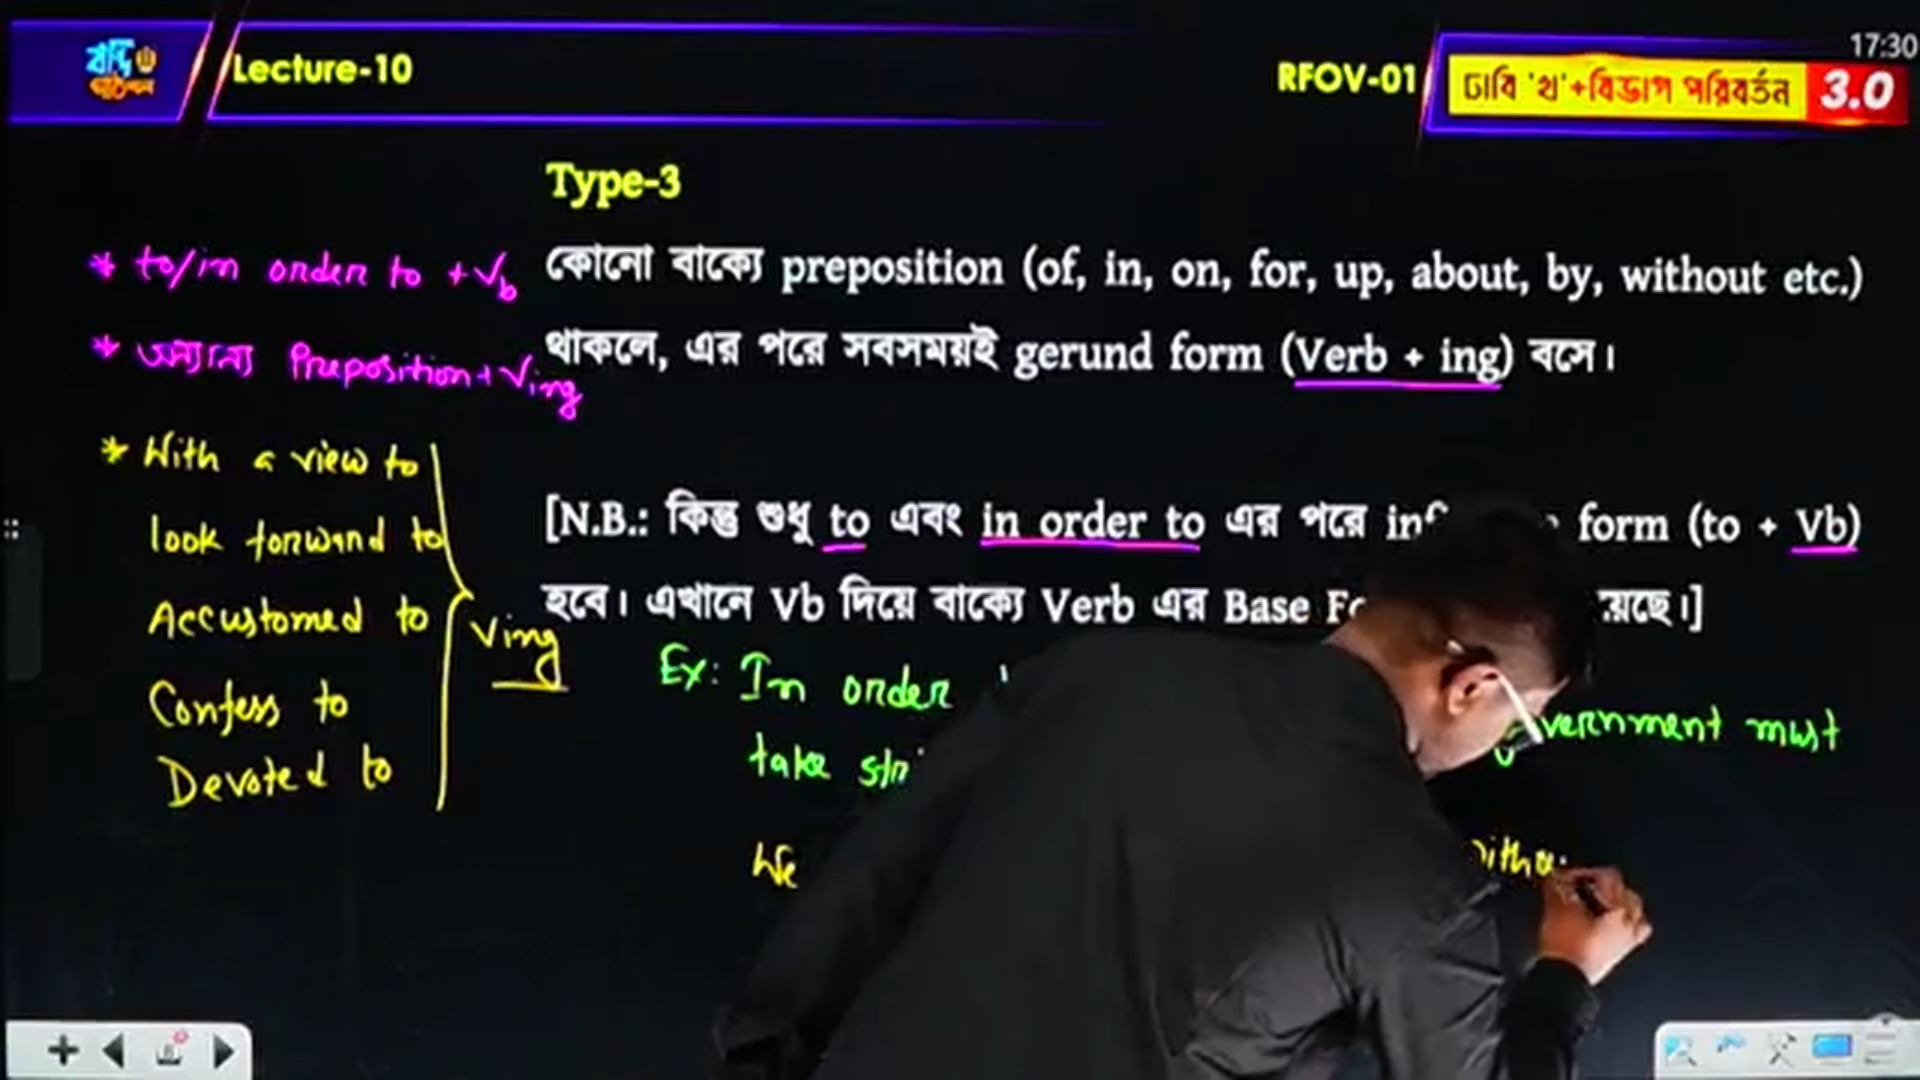 17:30
বন্দি পাঠশালা
Lecture-10
RFOV-01
ঢাবি 'খ'+বিভাগ পরিবর্তন 3.0
Type-3
কোনো বাক্যে preposition (of, in, on, for, up, about, by, without etc.)
থাকলে, এর পরে সবসময়ই gerund form (Verb + ing) বসে।
[N.B.: কিন্তু শুধু to এবং in order to এর পরে form (to + Vb)
হবে। এখানে Vb দিয়ে বাক্যে Verb এর Base
* to/in order to + Vb
* অন্যান্য Preposition + Ving
* With a view to
look forward to
Accustomed to
Confess to
Devoted to
Ving
Ex: In order must
take
We